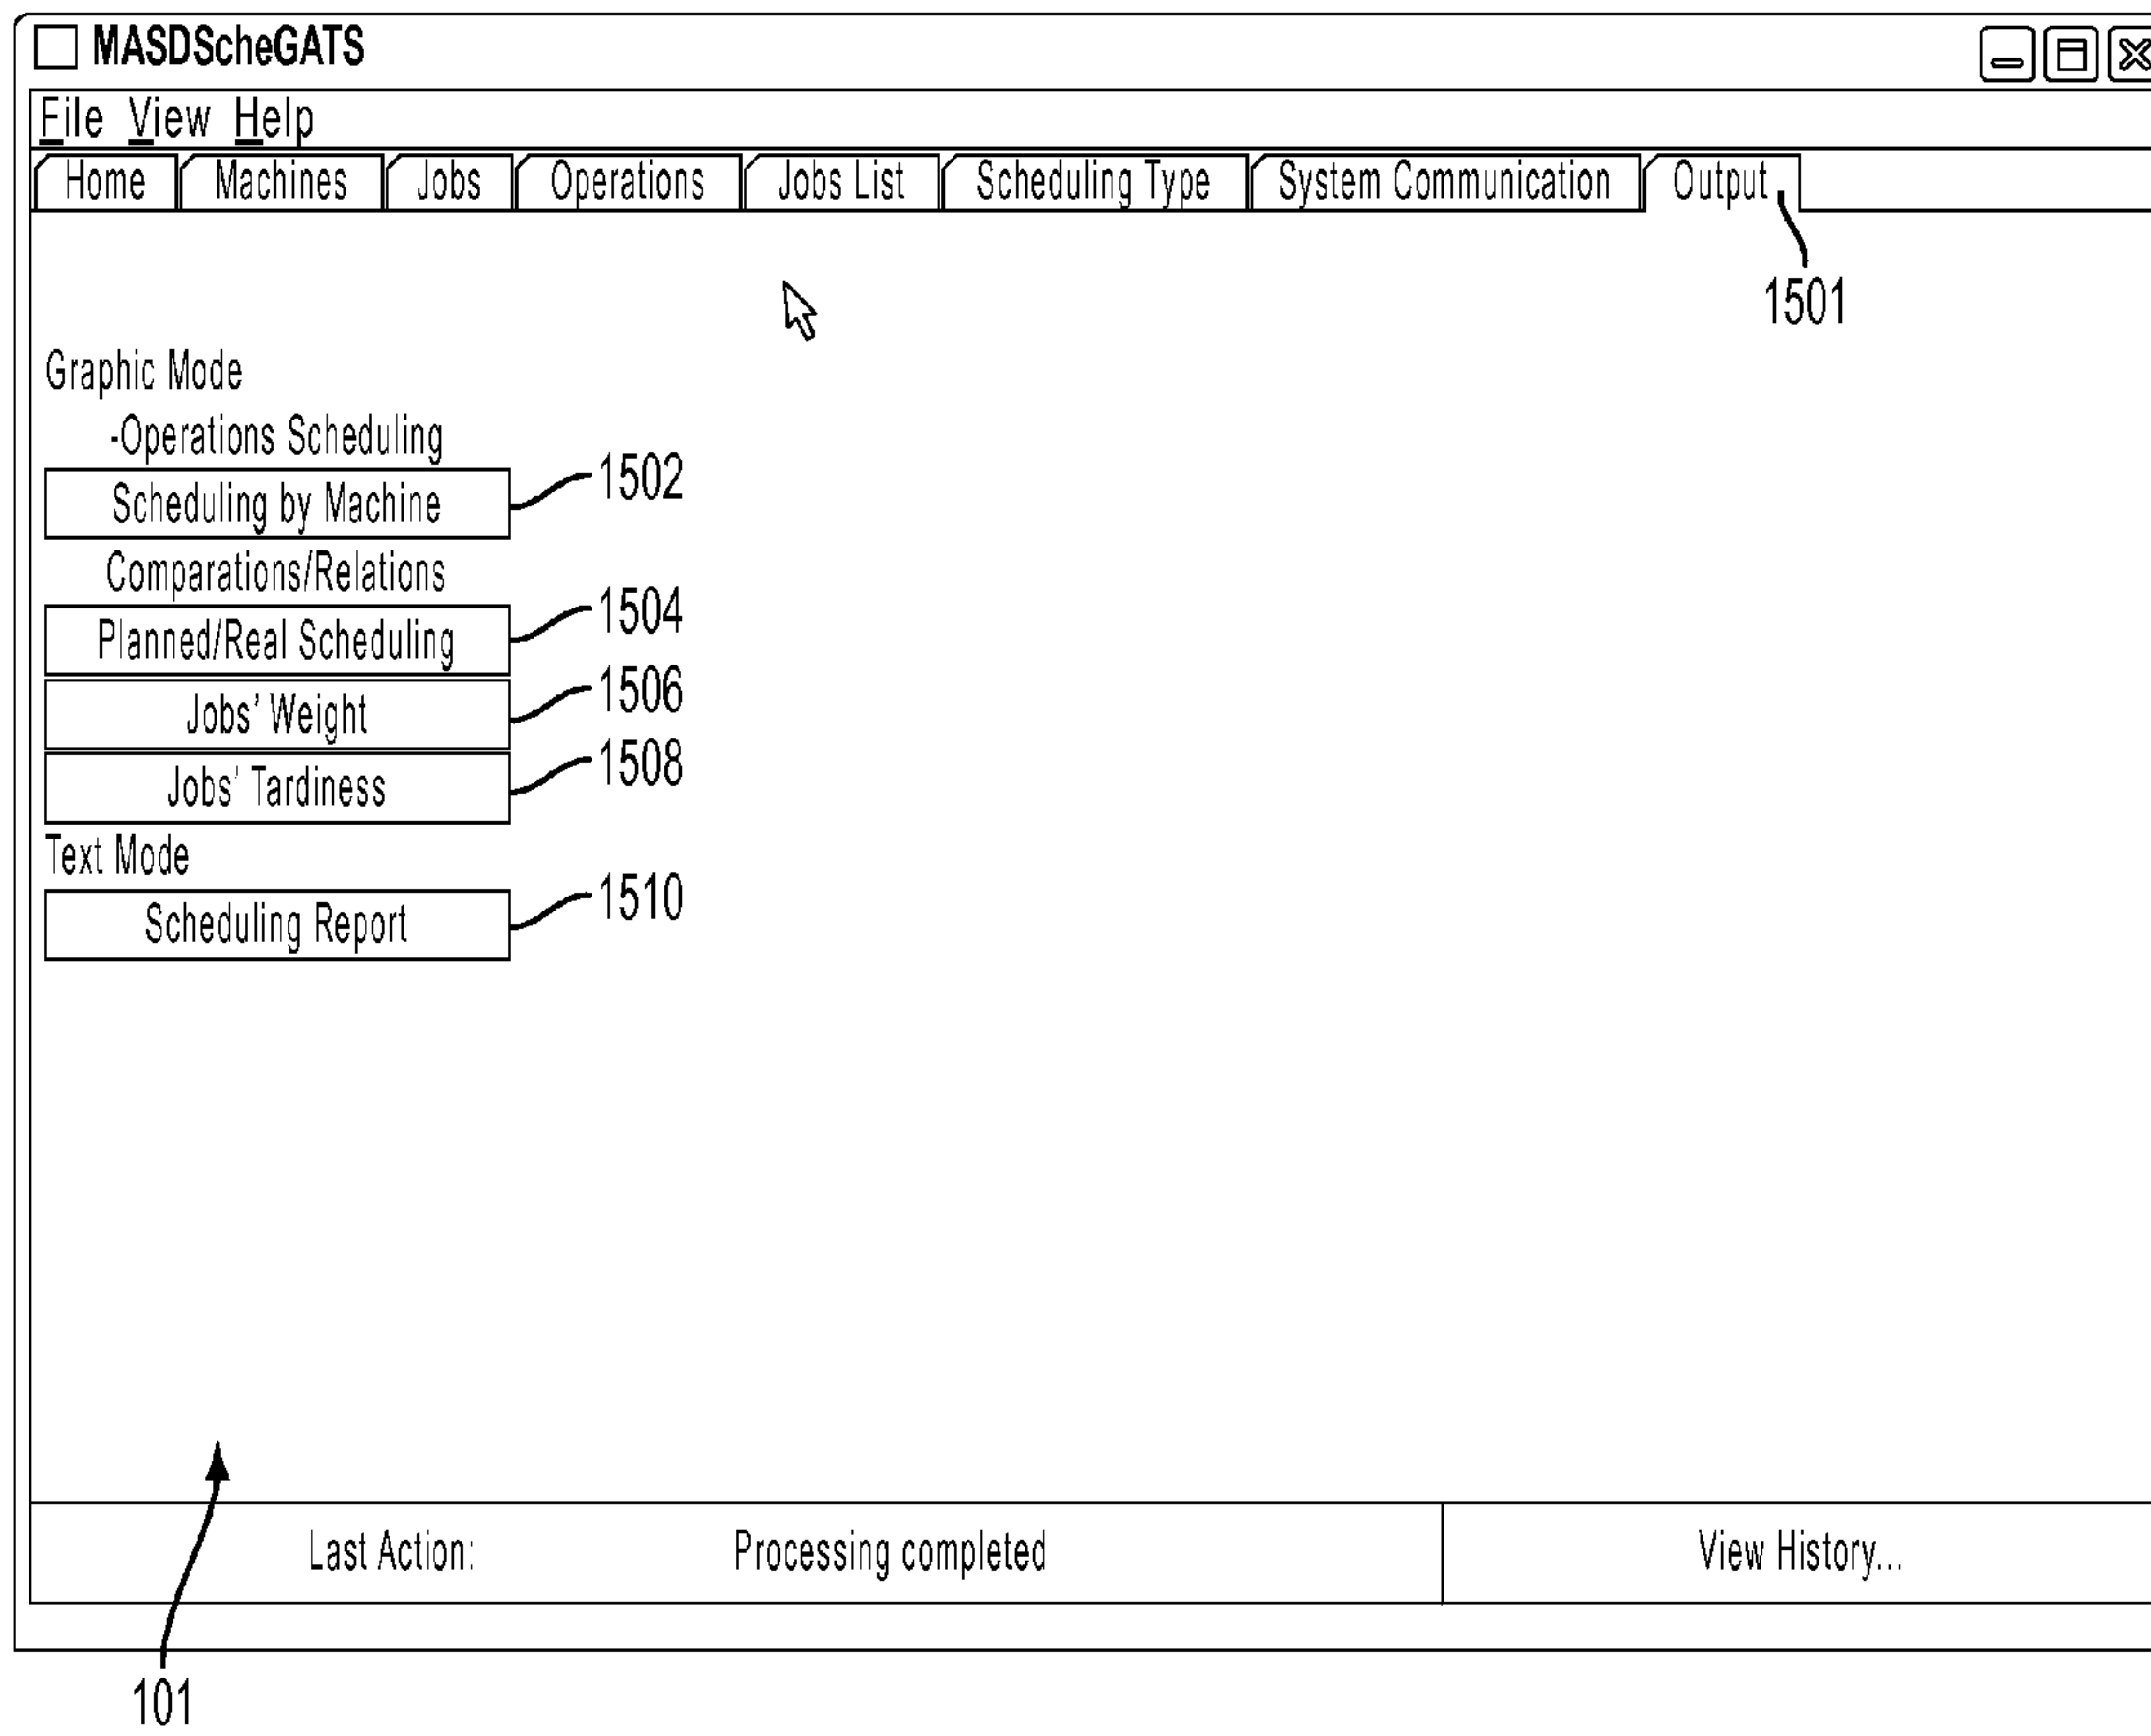 MASDScheGATS
File View Help
Home Machines Jobs Operations Jobs List Scheduling Type System Communication Output
1501
Graphic Mode
-Operations Scheduling
Scheduling by Machine 1502
Comparations/Relations
Planned/Real Scheduling 1504
Jobs' Weight 1506
Jobs' Tardiness 1508
Text Mode
Scheduling Report 1510
Last Action: Processing completed View History...
101